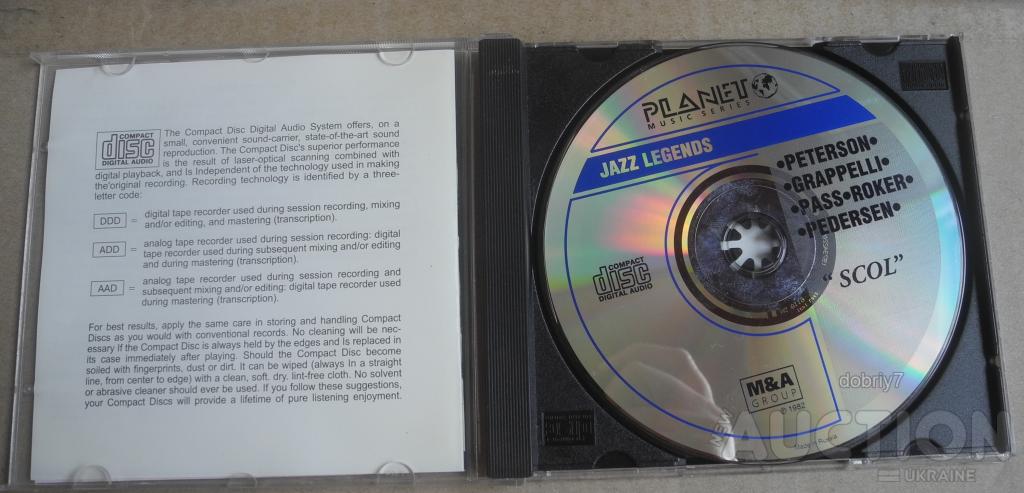 COMPACT
disc
DIGITAL AUDIO
The Compact Disc Digital Audio System offers, on a
small, convenient sound-carrier, state-of-the-art sound
reproduction. The Compact Disc's superior performance
is the result of laser-optical scanning combined with
digital playback, and Is Independent of the technology used in making
the'original recording. Recording technology is identified by a three-
letter code:
DDD = digital tape recorder used during session recording, mixing
and/or editing, and mastering (transcription).
ADD = analog tape recorder used during session recording: digital
tape recorder used during subsequent mixing and/or editing
and during mastering (transcription).
AAD = analog tape recorder used during session recording and
subsequent mixing and/or editing: digital tape recorder used
during mastering (transcription).
For best results, apply the same care in storing and handling Compact
Discs as you would with conventional records. No cleaning will be nec-
essary If the Compact Disc is always held by the edges and Is replaced in
its case immediately after playing. Should the Compact Disc become
soiled with fingerprints, dust or dirt. It can be wiped (always In a straight
line, from center to edge) with a clean, soft. dry. lint-free cloth. No solvent
or abrasive cleaner should ever be used. If you follow these suggestions,
your Compact Discs will provide a lifetime of pure listening enjoyment.
PLANET
MUSIC SERIES
JAZZ LEGENDS
•PETERSON•
•GRAPPELLI•
•PASS•ROKER•
•PEDERSEN•
"SCOL"
COMPACT
disc
DIGITAL AUDIO
M&A
GROUP
© 1982
Made in Russia
dobriy7
NEW
AUCTION
UKRAINE